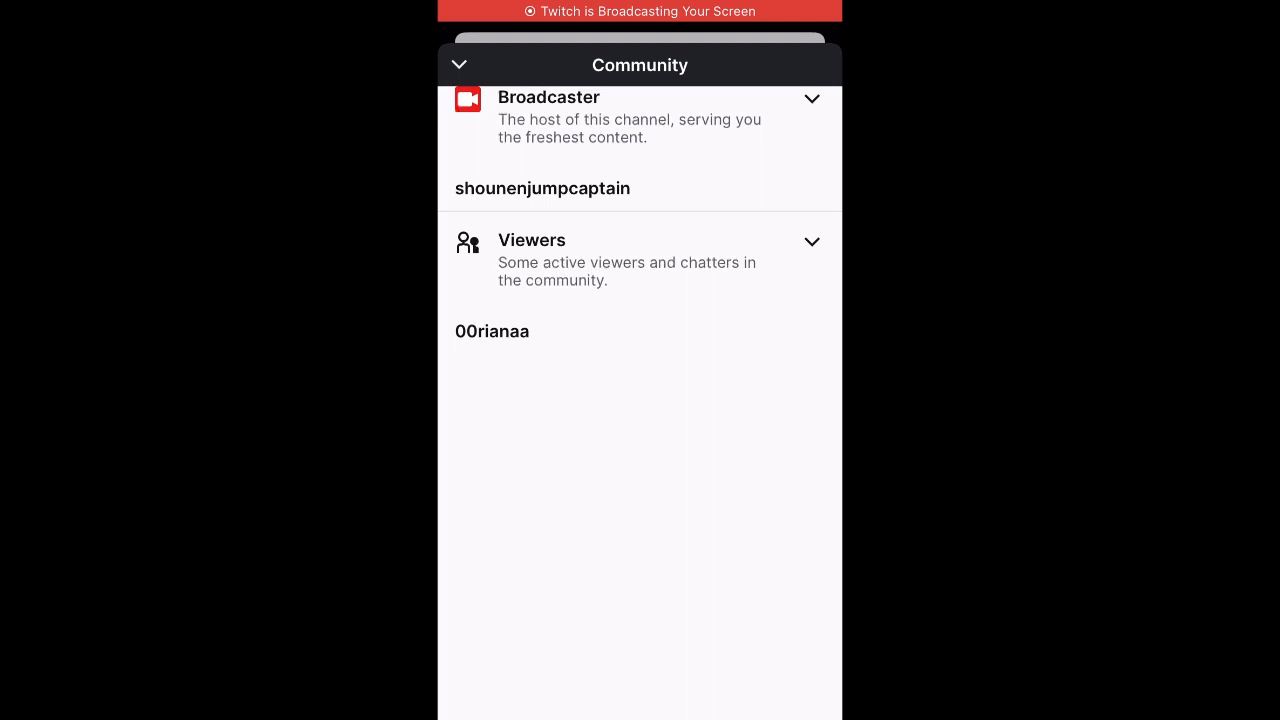 Twitch is Broadcasting Your Screen
Community
Broadcaster
The host of this channel, serving you
the freshest content.
shounenjumpcaptain
Viewers
Some active viewers and chatters in
the community.
00rianaa